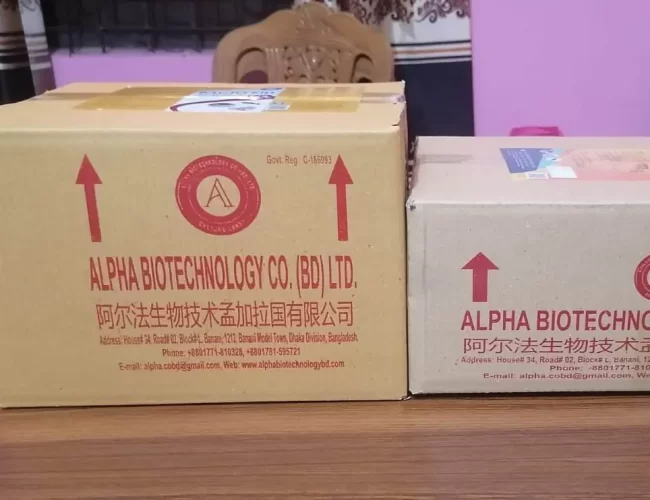 Govt. Reg. C-186093
A
ALPHA BIOTECHNOLOGY CO. (BD) LTD.
阿尔法生物技术孟加拉国有限公司
Address: House# 34, Road# 02, Block# L, Banani, 1212, Banani Model Town, Dhaka Division, Bangladesh.
Phone: +8801771-810328, +8801781-595721
E-mail: alpha.cobd@gmail.com, Web: www.alphabiotechnologybd.com
ALPHA BIOTECHNO
阿尔法生物技术孟
Address: House# 34, Road# 02, Block# L, Banani, 12
Phone: +8801771-810
E-mail: alpha.cobd@gmail.com, We